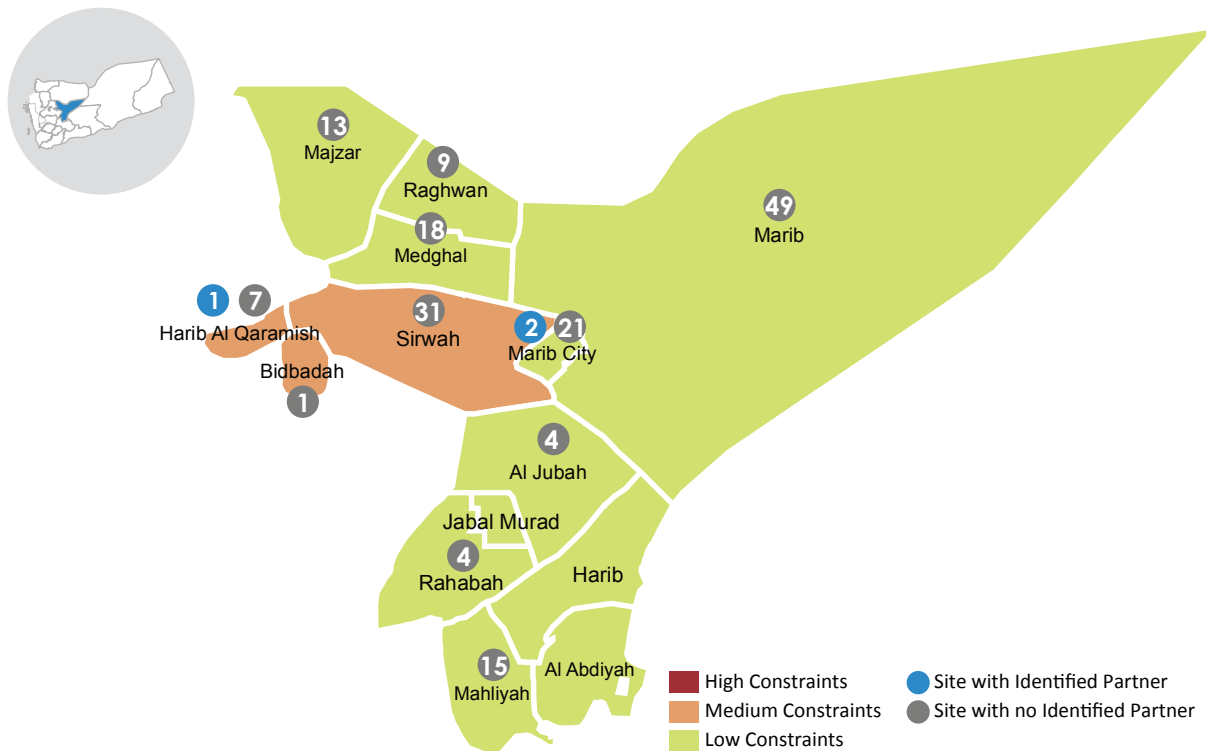 13
Majzar
9
Raghwan
49
Marib
18
Medghal
1 7
Harib Al Qaramish
31
Sirwah
2 21
Marib City
Bidbadah
1
4
Al Jubah
Jabal Murad
4
Rahabah
Harib
15
Mahliyah
Al Abdiyah
High Constraints
Medium Constraints
Low Constraints
Site with Identified Partner
Site with no Identified Partner